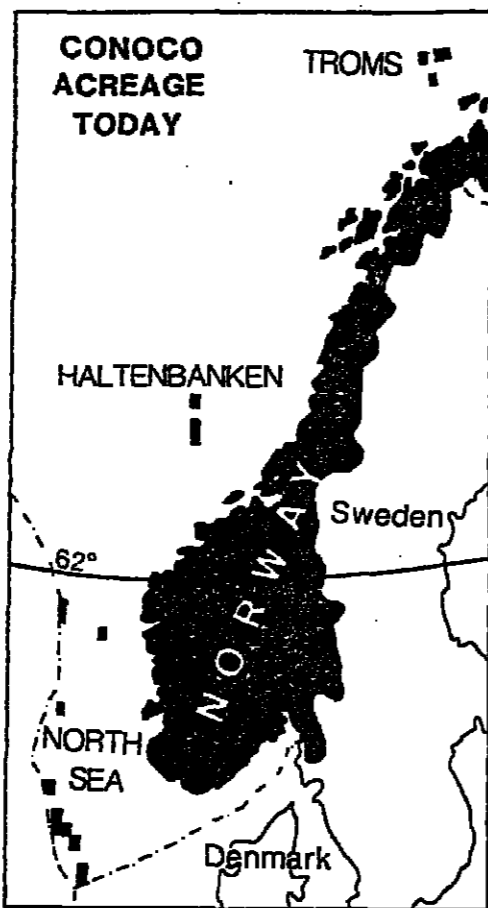 CONOCO
ACREAGE
TODAY
TROMS
HALTENBANKEN
Sweden
62°
NORWAY
NORTH
SEA
Denmark